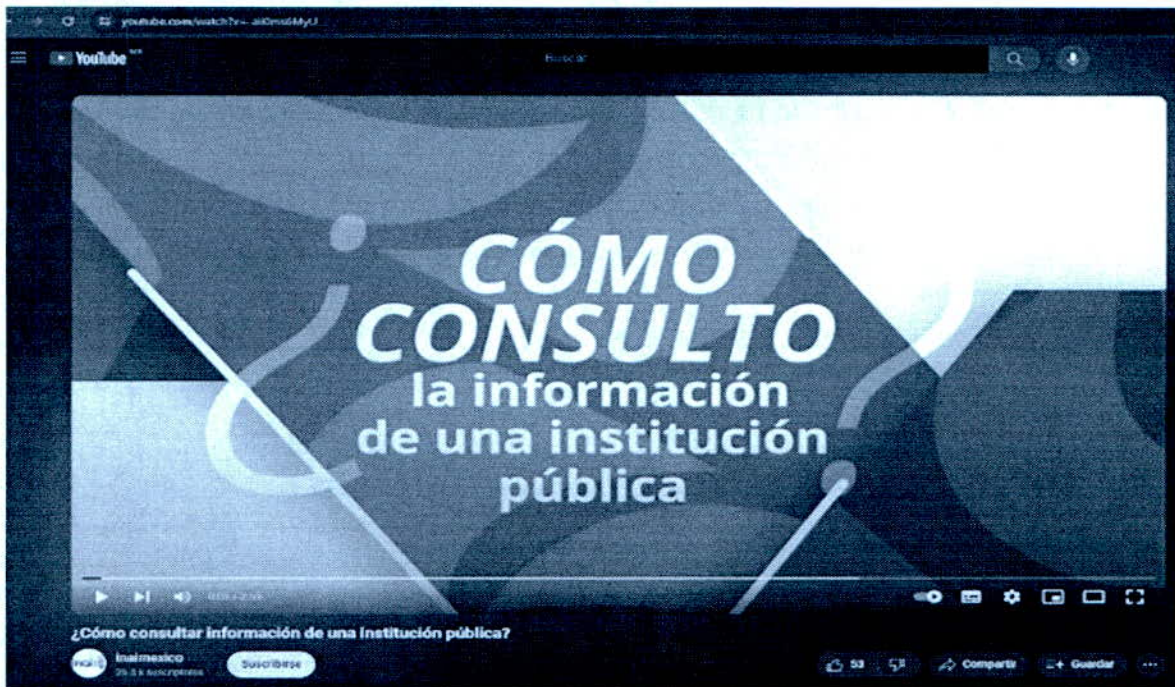 YouTube
Buscar
CÓMO
CONSULTO
la información
de una institución
pública
¿Cómo consultar información de una institución pública?
inaimexico
Suscribirse
53
Compartir
Guardar